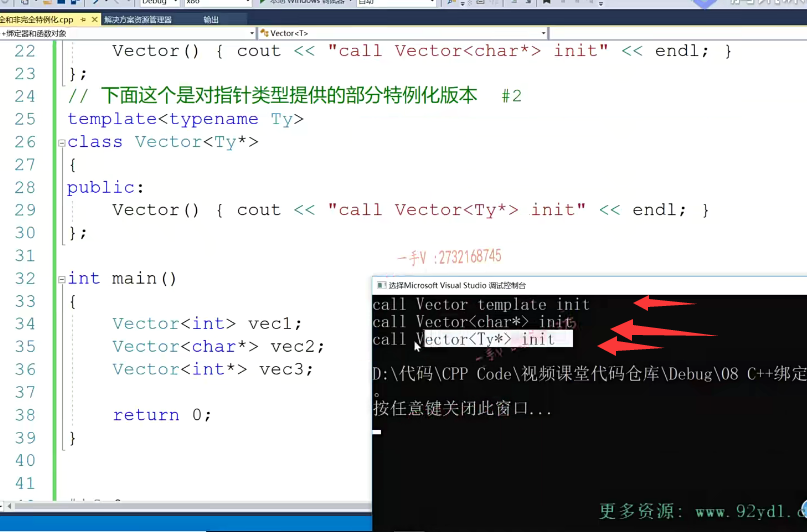 Debug
x86
本地 Windows 调试器
自动
全和非完全特例化.cpp
解决方案资源管理器
输出
绑定器和函数对象
Vector<T>
22 Vector() { cout << "call Vector<char*> init" << endl; }
23 };
24 // 下面这个是对指针类型提供的部分特例化版本 #2
25 template<typename Ty>
26 class Vector<Ty*>
27 {
28 public:
29 Vector() { cout << "call Vector<Ty*> init" << endl; }
30 };
31
32 int main()
33 {
34 Vector<int> vec1;
35 Vector<char*> vec2;
36 Vector<int*> vec3;
37
38 return 0;
39 }
40
41
一手V :2732168745
选择Microsoft Visual Studio 调试控制台
call Vector template init
call Vector<char*> init
call Vector<Ty*> init
D:\代码\CPP Code\视频课堂代码仓库\Debug\08 C++绑定
。
按任意键关闭此窗口...
更多资源: www.92ydl.c